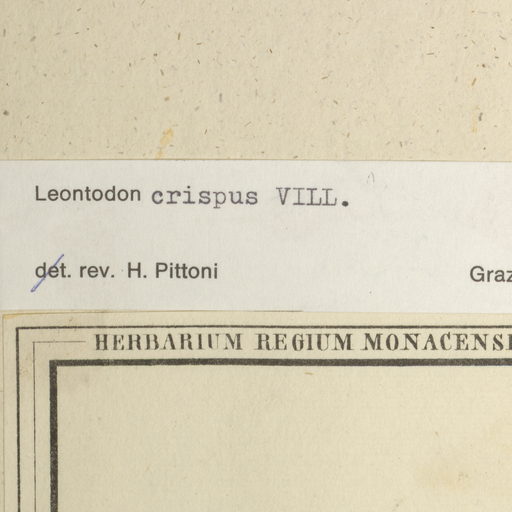 Leontodon crispus VILL.
det. rev. H. Pittoni
Graz
HERBARIUM REGIUM MONACENSE